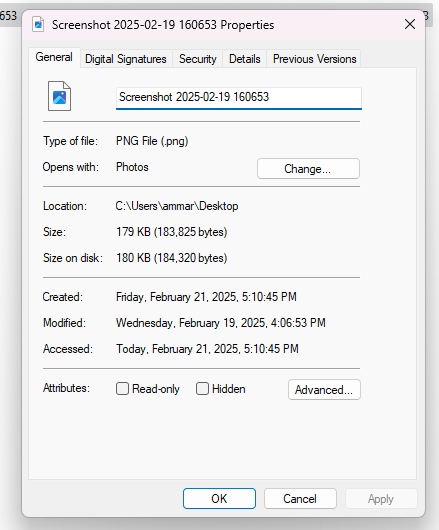 653
Screenshot 2025-02-19 160653 Properties
General Digital Signatures Security Details Previous Versions
Screenshot 2025-02-19 160653
Type of file: PNG File (.png)
Opens with: Photos Change...
Location: C:\Users\ammar\Desktop
Size: 179 KB (183,825 bytes)
Size on disk: 180 KB (184,320 bytes)
Created: Friday, February 21, 2025, 5:10:45 PM
Modified: Wednesday, February 19, 2025, 4:06:53 PM
Accessed: Today, February 21, 2025, 5:10:45 PM
Attributes: Read-only Hidden Advanced...
OK Cancel Apply